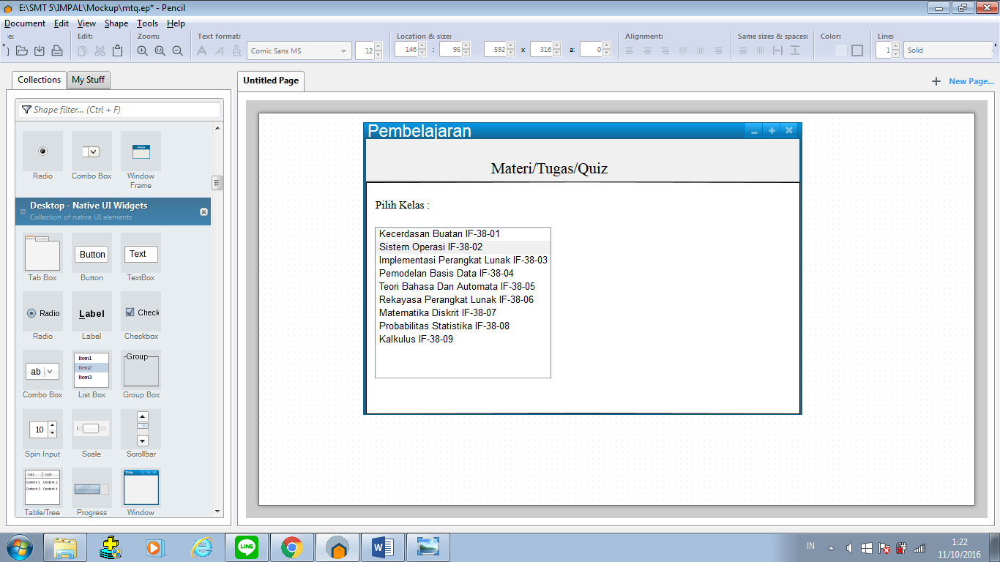 E:\SMT 5\IMPAL\Mockup\mtq.ep* - Pencil
Document Edit View Shape Tools Help
Edit: Zoom: Text format: Location & size: Alignment: Same sizes & spaces: Color: Line:
Comic Sans MS 12 146 : 95 592 x 316 a: 0 1 Solid
Collections My Stuff
Untitled Page
New Page...
Shape filter... (Ctrl + F)
Radio Combo Box Window Frame
Desktop - Native UI Widgets
Collection of native UI elements
Button Text
Tab Box Button TextBox
Radio Label Check
Radio Label Checkbox
ab Item1 Item2 Item3 Group
Combo Box List Box Group Box
10
Spin Input Scale Scrollbar
Col1 Col2 Title
Content 1 Content 2
Content 3 Content 4
Table/Tree Progress Window
Pembelajaran
Materi/Tugas/Quiz
Pilih Kelas :
Kecerdasan Buatan IF-38-01
Sistem Operasi IF-38-02
Implementasi Perangkat Lunak IF-38-03
Pemodelan Basis Data IF-38-04
Teori Bahasa Dan Automata IF-38-05
Rekayasa Perangkat Lunak IF-38-06
Matematika Diskrit IF-38-07
Probabilitas Statistika IF-38-08
Kalkulus IF-38-09
LINE
IN
1:22
11/10/2016